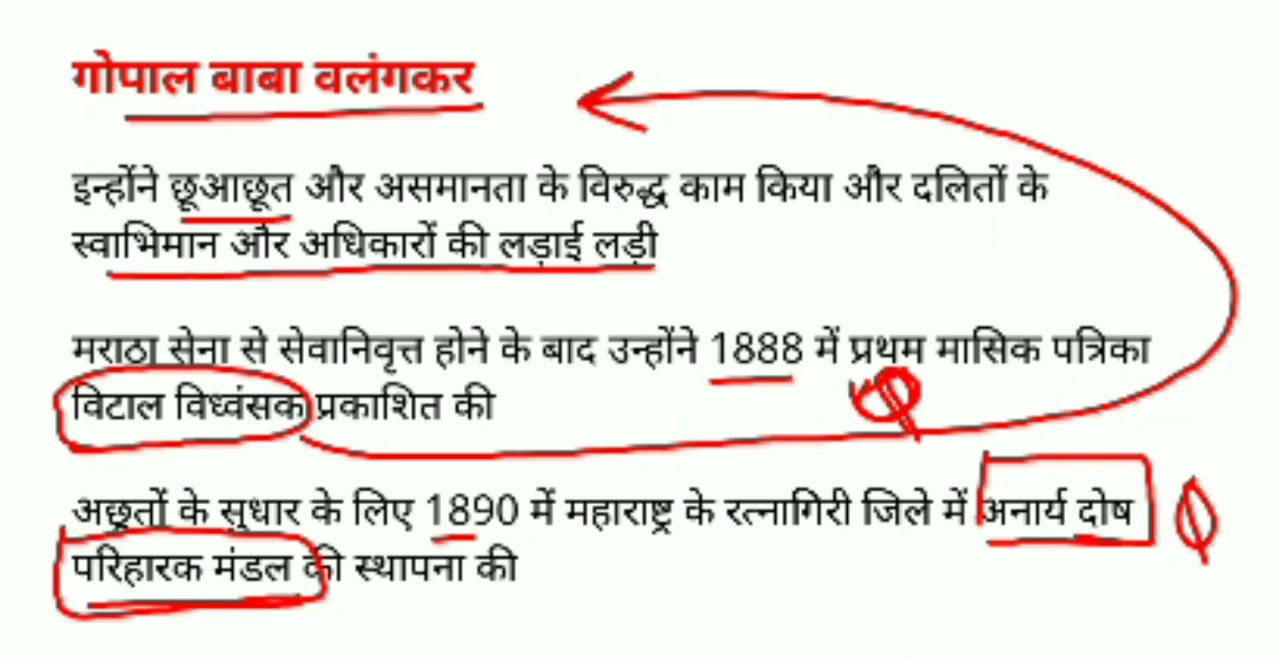 गोपाल बाबा वलंगकर
इन्होंने छूआछूत और असमानता के विरुद्ध काम किया और दलितों के
स्वाभिमान और अधिकारों की लड़ाई लड़ी
मराठा सेना से सेवानिवृत्त होने के बाद उन्होंने 1888 में प्रथम मासिक पत्रिका
विटाल विध्वंसक प्रकाशित की
अछूतों के सुधार के लिए 1890 में महाराष्ट्र के रत्नागिरी जिले में अनार्य दोष
परिहारक मंडल की स्थापना की